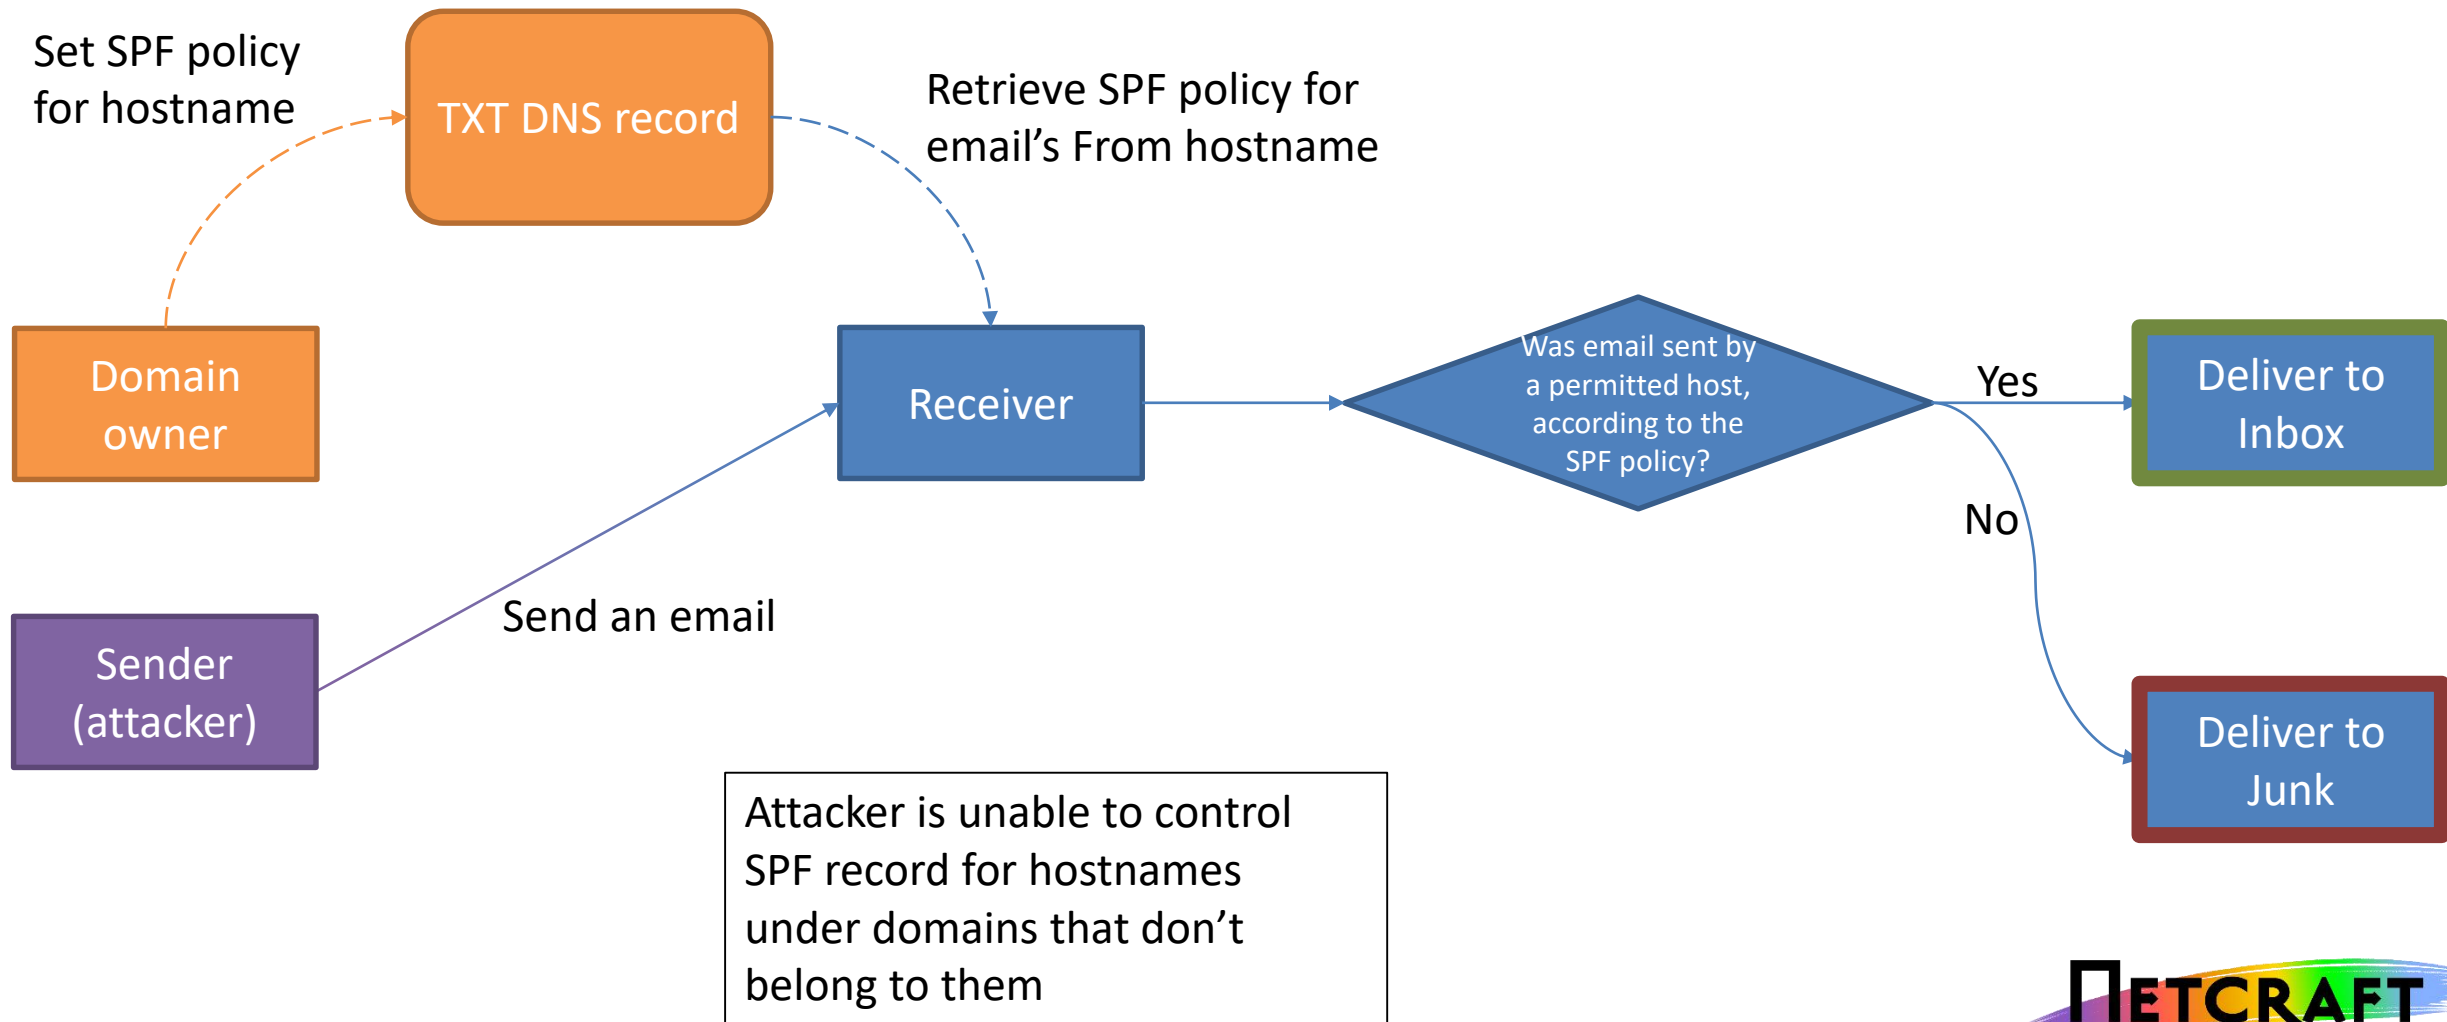 Set SPF policy
for hostname
TXT DNS record
Retrieve SPF policy for
email's From hostname
Domain
owner
Receiver
Was email sent by
a permitted host,
according to the
SPF policy?
Yes
Deliver to
Inbox
No
Send an email
Sender
(attacker)
Deliver to
Junk
Attacker is unable to control
SPF record for hostnames
under domains that don't
belong to them
NETCRAFT